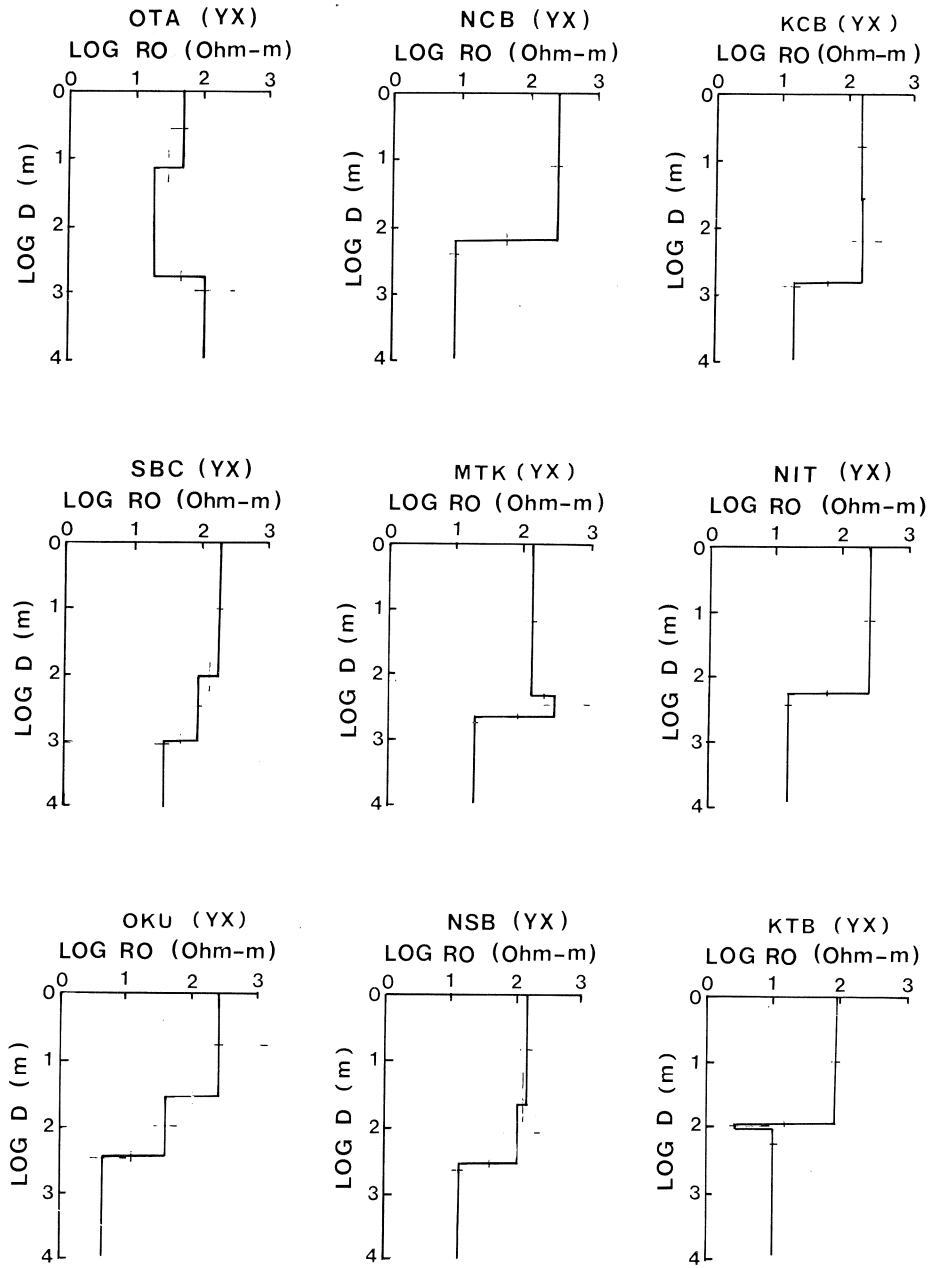 OTA (YX)
LOG RO (Ohm-m)
0 1 2 3
0
1
2
3
4
LOG D (m)
NCB (YX)
LOG RO (Ohm-m)
0 1 2 3
0
1
2
3
4
LOG D (m)
KCB (YX)
LOG RO (Ohm-m)
0 1 2 3
0
1
2
3
4
LOG D (m)
SBC (YX)
LOG RO (Ohm-m)
0 1 2 3
0
1
2
3
4
LOG D (m)
MTK (YX)
LOG RO (Ohm-m)
0 1 2 3
0
1
2
3
4
LOG D (m)
NIT (YX)
LOG RO (Ohm-m)
0 1 2 3
0
1
2
3
4
LOG D (m)
OKU (YX)
LOG RO (Ohm-m)
0 1 2 3
0
1
2
3
4
LOG D (m)
NSB (YX)
LOG RO (Ohm-m)
0 1 2 3
0
1
2
3
4
LOG D (m)
KTB (YX)
LOG RO (Ohm-m)
0 1 2 3
0
1
2
3
4
LOG D (m)